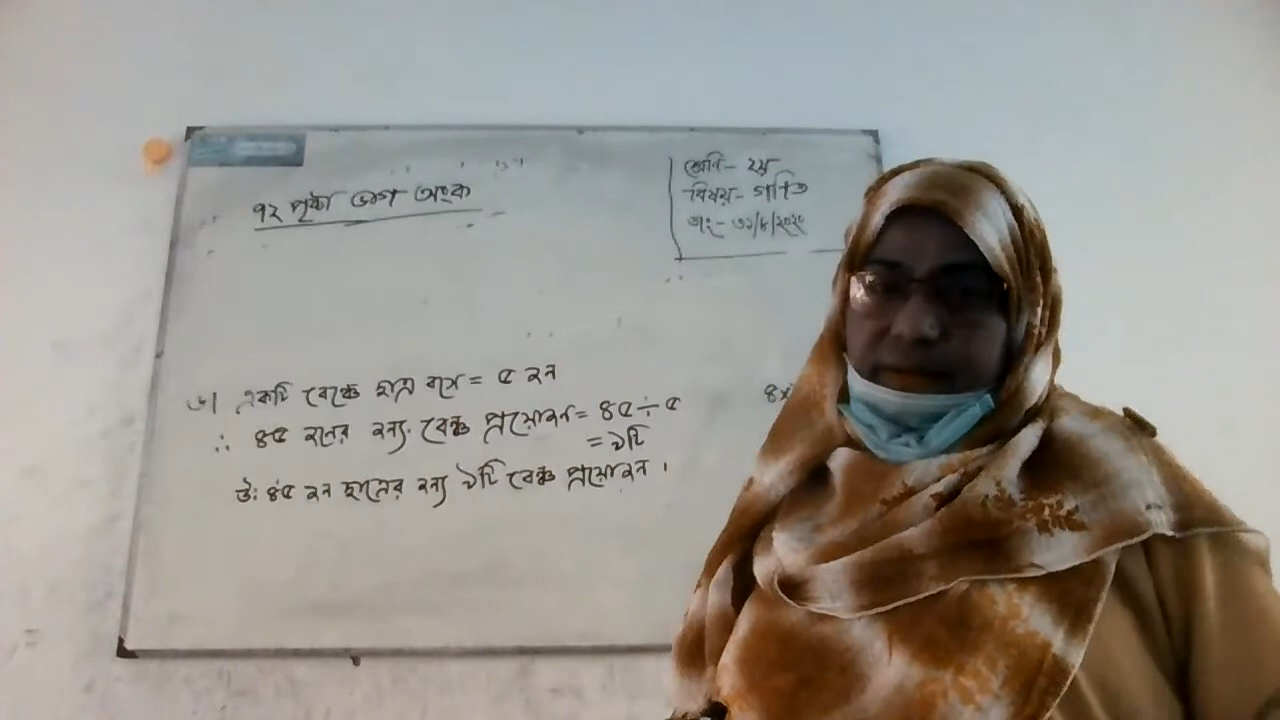 ৭২ পৃষ্ঠা ভাগ অংক
শ্রেণি - ২য়
বিষয় - গণিত
তাং - ৩১/৮/২০২০
৬। একটি বেঞ্চে ছাত্র বসে = ৫ জন
∴ ৪৫ জনের জন্য বেঞ্চ প্রয়োজন = ৪৫ ÷ ৫
= ৯টি
উঃ ৪৫ জন ছাত্রের জন্য ৯টি বেঞ্চ প্রয়োজন।